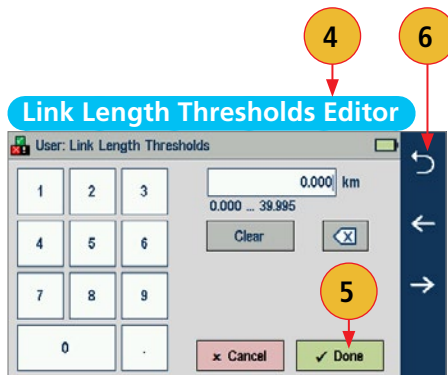 4 6
Link Length Thresholds Editor
User: Link Length Thresholds
0.000 km
0.000 ... 39.995
1 2 3
Clear
4 5 6
7 8 9
5
0 .
× Cancel ✓ Done